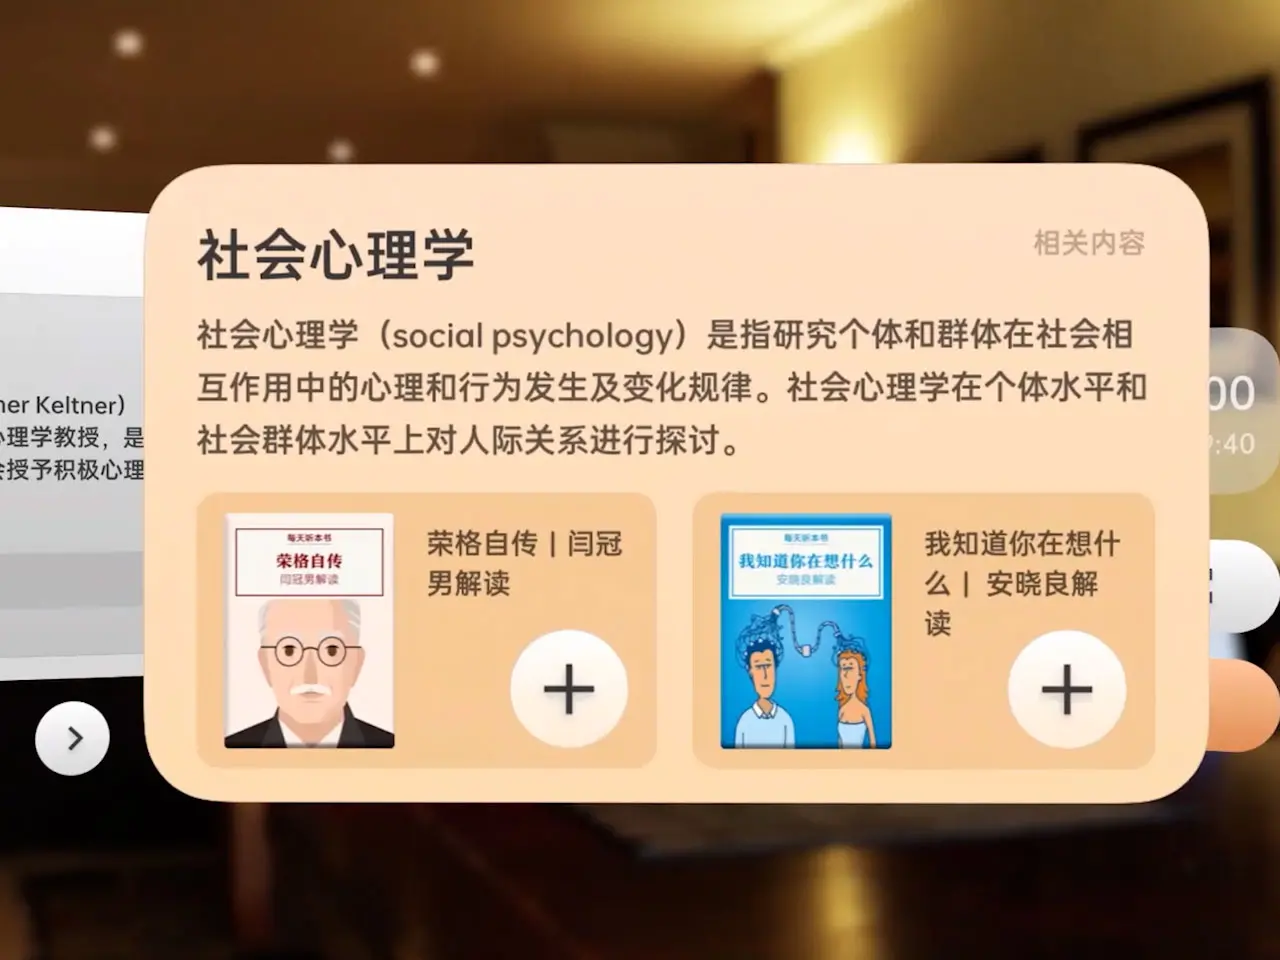 社会心理学
相关内容
社会心理学（social psychology）是指研究个体和群体在社会相
互作用中的心理和行为发生及变化规律。社会心理学在个体水平和
社会群体水平上对人际关系进行探讨。
每天听本书
荣格自传
闫冠男解读
荣格自传 | 闫冠
男解读
每天听本书
我知道你在想什么
安晓良解读
我知道你在想什
么 | 安晓良解
读
Keltner）
理学教授，是
授予积极心理
00
:40